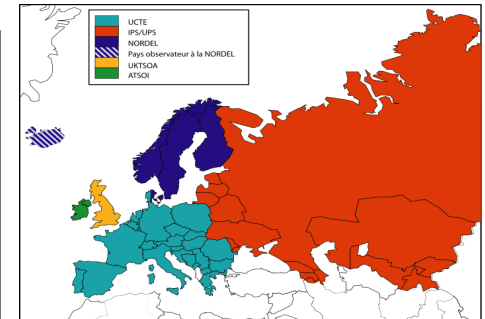 UCTE
IPS/UPS
NORDEL
Pays observateur à la NORDEL
UKTSOA
ATSOI